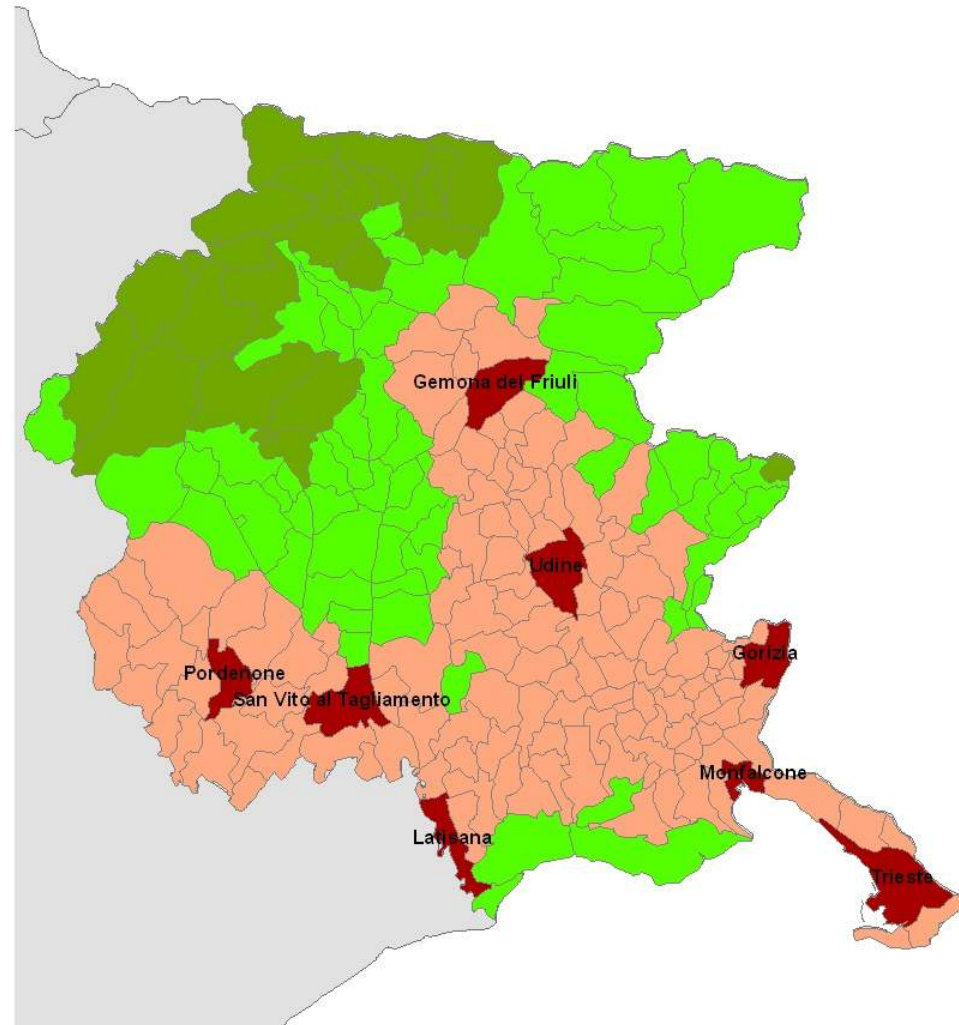 Gemona del Friuli
Udine
Gorizia
Pordenone
San Vito al Tagliamento
Monfalcone
Latisana
Trieste